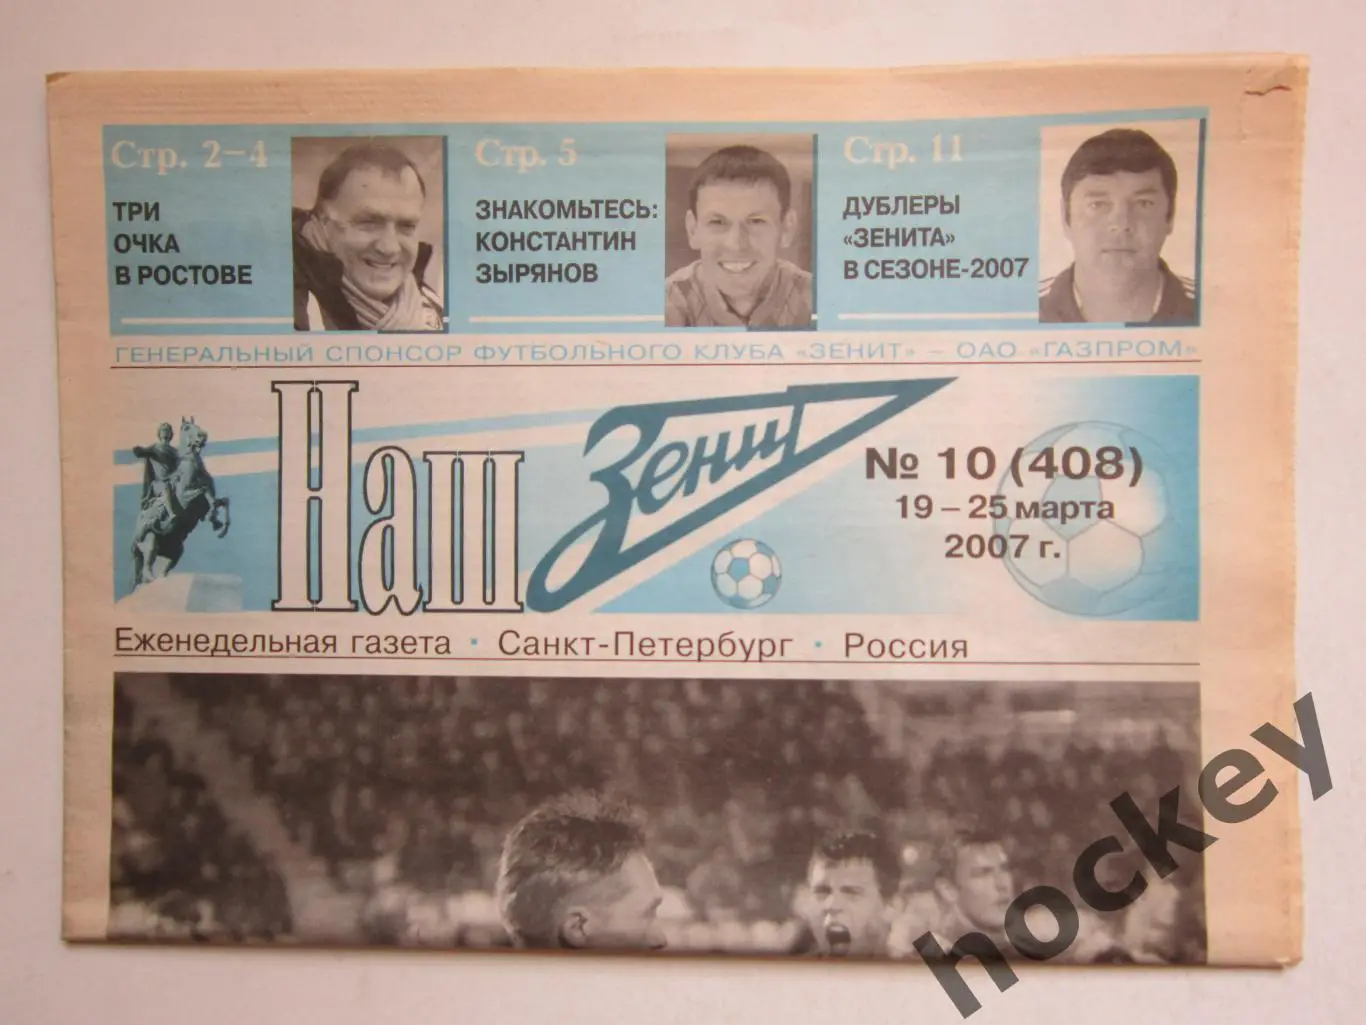 Стр. 2–4
ТРИ
ОЧКА
В РОСТОВЕ
Стр. 5
ЗНАКОМЬТЕСЬ:
КОНСТАНТИН
ЗЫРЯНОВ
Стр. 11
ДУБЛЕРЫ
«ЗЕНИТА»
В СЕЗОНЕ-2007
ГЕНЕРАЛЬНЫЙ СПОНСОР ФУТБОЛЬНОГО КЛУБА «ЗЕНИТ» – ОАО «ГАЗПРОМ»
Наш Зенит
№ 10 (408)
19 – 25 марта
2007 г.
Еженедельная газета · Санкт-Петербург · Россия
hockey